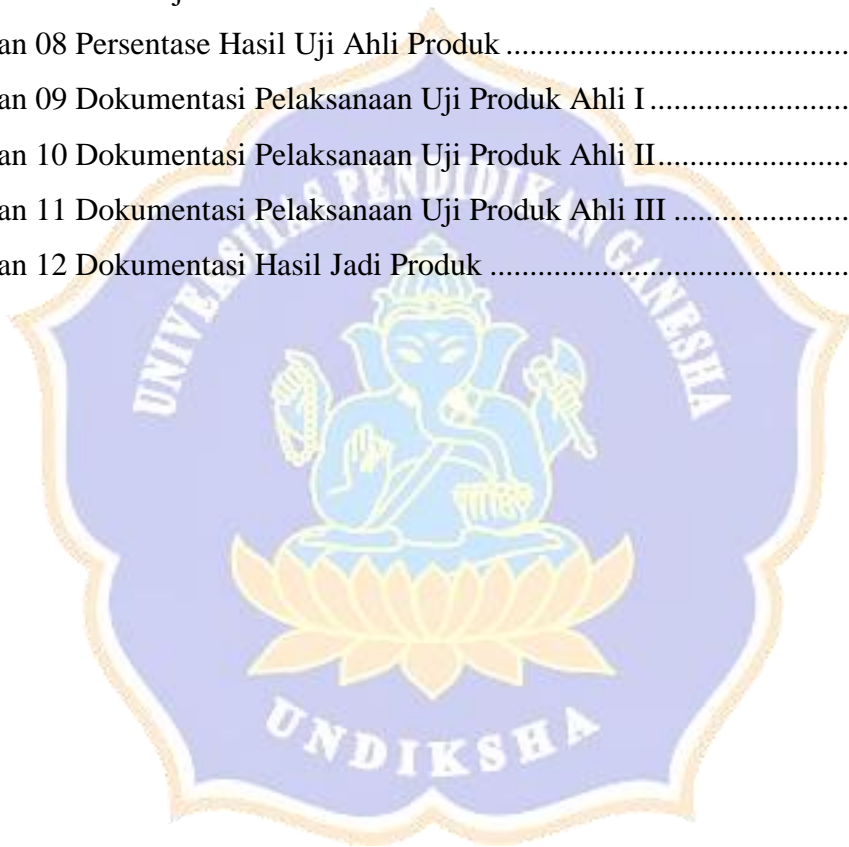 an 08 Persentase Hasil Uji Ahli Produk ........................................
an 09 Dokumentasi Pelaksanaan Uji Produk Ahli I ........................
an 10 Dokumentasi Pelaksanaan Uji Produk Ahli II.......................
an 11 Dokumentasi Pelaksanaan Uji Produk Ahli III .....................
an 12 Dokumentasi Hasil Jadi Produk ..........................................
UNIVERSITAS PENDIDIKAN GANESHA
UNDIKSHA